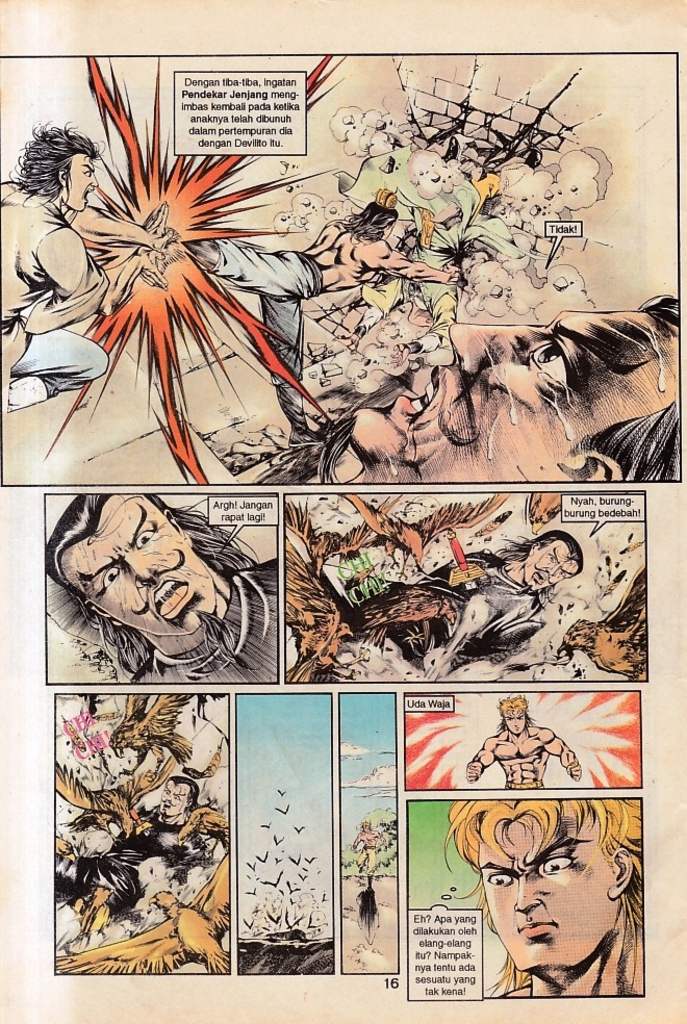 Dengan tiba-tiba, ingatan
Pendekar Jenjang meng-
imbas kembali pada ketika
anaknya telah dibunuh
dalam pertempuran dia
dengan Devilito itu.
Tidak!
Argh! Jangan
rapat lagi!
Nyah, burung-
burung bedebah!
CHI
CHI!
CHI
CHI!
Uda Waja
Eh? Apa yang
dilakukan oleh
elang-elang
itu? Nampak-
nya tentu ada
sesuatu yang
tak kena!
16